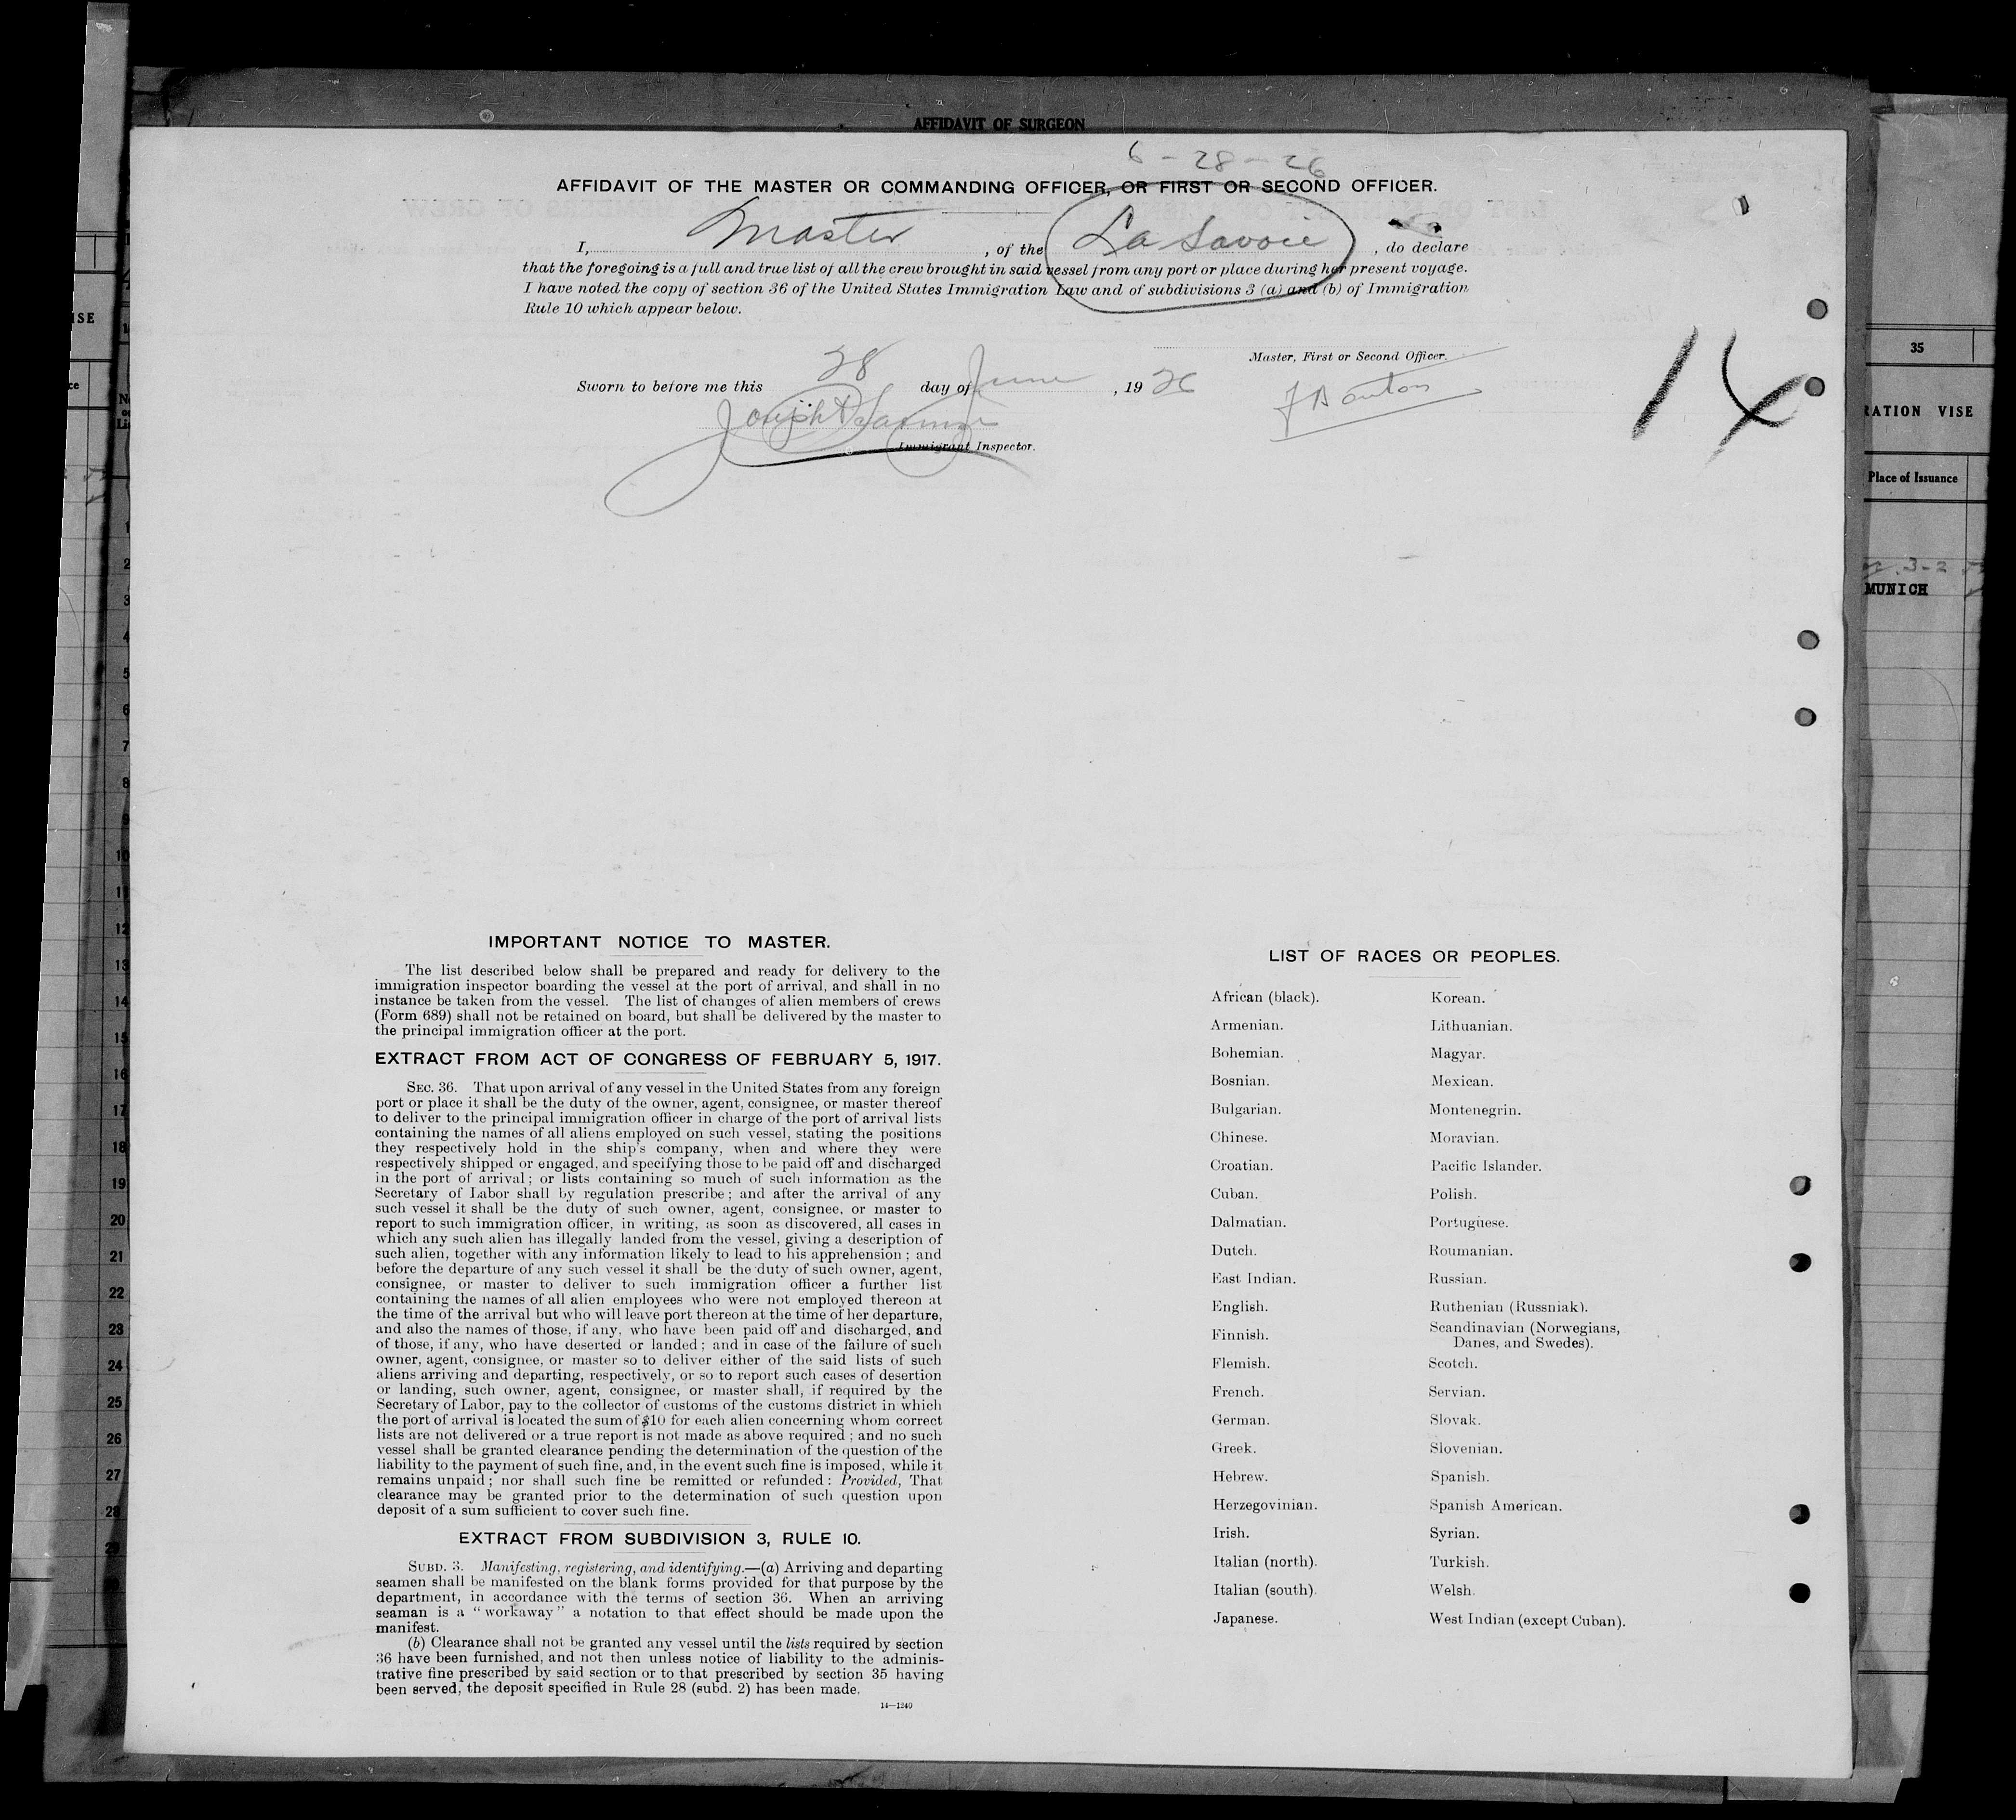 AFFIDAVIT OF SURGEON
6-28-26
AFFIDAVIT OF THE MASTER OR COMMANDING OFFICER, OR FIRST OR SECOND OFFICER.
I, Master, of the La Savoie, do declare
that the foregoing is a full and true list of all the crew brought in said vessel from any port or place during her present voyage.
I have noted the copy of section 36 of the United States Immigration Law and of subdivisions 3 (a) and (b) of Immigration
Rule 10 which appear below.
Master, First or Second Officer.
Sworn to before me this 28 day of June, 1926
Joseph
Immigrant Inspector.
14
IMPORTANT NOTICE TO MASTER.
The list described below shall be prepared and ready for delivery to the
immigration inspector boarding the vessel at the port of arrival, and shall in no
instance be taken from the vessel. The list of changes of alien members of crews
(Form 689) shall not be retained on board, but shall be delivered by the master to
the principal immigration officer at the port.
EXTRACT FROM ACT OF CONGRESS OF FEBRUARY 5, 1917.
SEC. 36. That upon arrival of any vessel in the United States from any foreign
port or place it shall be the duty of the owner, agent, consignee, or master thereof
to deliver to the principal immigration officer in charge of the port of arrival lists
containing the names of all aliens employed on such vessel, stating the positions
they respectively hold in the ship's company, when and where they were
respectively shipped or engaged, and specifying those to be paid off and discharged
in the port of arrival; or lists containing so much of such information as the
Secretary of Labor shall by regulation prescribe; and after the arrival of any
such vessel it shall be the duty of such owner, agent, consignee, or master to
report to such immigration officer, in writing, as soon as discovered, all cases in
which any such alien has illegally landed from the vessel, giving a description of
such alien, together with any information likely to lead to his apprehension; and
before the departure of any such vessel it shall be the duty of such owner, agent,
consignee, or master to deliver to such immigration officer a further list
containing the names of all alien employees who were not employed thereon at
the time of the arrival but who will leave port thereon at the time of her departure,
and also the names of those, if any, who have been paid off and discharged, and
of those, if any, who have deserted or landed; and in case of the failure of such
owner, agent, consignee, or master so to deliver either of the said lists of such
aliens arriving and departing, respectively, or so to report such cases of desertion
or landing, such owner, agent, consignee, or master shall, if required by the
Secretary of Labor, pay to the collector of customs of the customs district in which
the port of arrival is located the sum of $10 for each alien concerning whom correct
lists are not delivered or a true report is not made as above required; and no such
vessel shall be granted clearance pending the determination of the question of the
liability to the payment of such fine, and, in the event such fine is imposed, while it
remains unpaid; nor shall such fine be remitted or refunded: Provided, That
clearance may be granted prior to the determination of such question upon
deposit of a sum sufficient to cover such fine.
EXTRACT FROM SUBDIVISION 3, RULE 10.
SUBD. 3. Manifesting, registering, and identifying.—(a) Arriving and departing
seamen shall be manifested on the blank forms provided for that purpose by the
department, in accordance with the terms of section 36. When an arriving
seaman is a "workaway" a notation to that effect should be made upon the
manifest.
(b) Clearance shall not be granted any vessel until the lists required by section
36 have been furnished, and not then unless notice of liability to the adminis-
trative fine prescribed by said section or to that prescribed by section 35 having
been served, the deposit specified in Rule 28 (subd. 2) has been made.
14—1240
LIST OF RACES OR PEOPLES.
African (black).
Armenian.
Bohemian.
Bosnian.
Bulgarian.
Chinese.
Croatian.
Cuban.
Dalmatian.
Dutch.
East Indian.
English.
Finnish.
Flemish.
French.
German.
Greek.
Hebrew.
Herzegovinian.
Irish.
Italian (north).
Italian (south).
Japanese.
Korean.
Lithuanian.
Magyar.
Mexican.
Montenegrin.
Moravian.
Pacific Islander.
Polish.
Portuguese.
Roumanian.
Russian.
Ruthenian (Russniak).
Scandinavian (Norwegians,
Danes, and Swedes).
Scotch.
Servian.
Slovak.
Slovenian.
Spanish.
Spanish American.
Syrian.
Turkish.
Welsh.
West Indian (except Cuban).
35
VISE
Place of Issuance
MUNICH
2
3
4
5
6
7
8
9
10
11
12
13
14
15
16
17
18
19
20
21
22
23
24
25
26
27
28
29